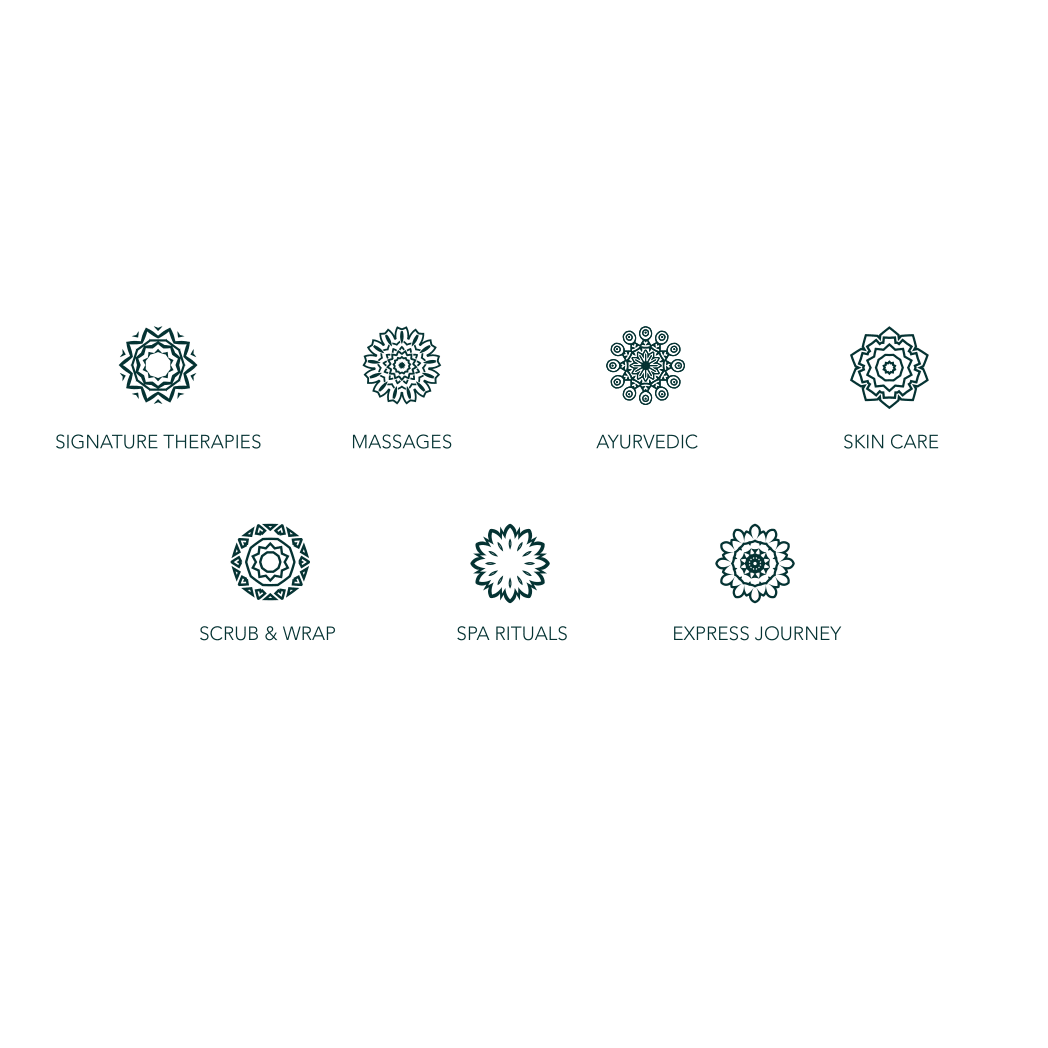 SIGNATURE THERAPIES
MASSAGES
AYURVEDIC
SKIN CARE
SCRUB & WRAP
SPA RITUALS
EXPRESS JOURNEY